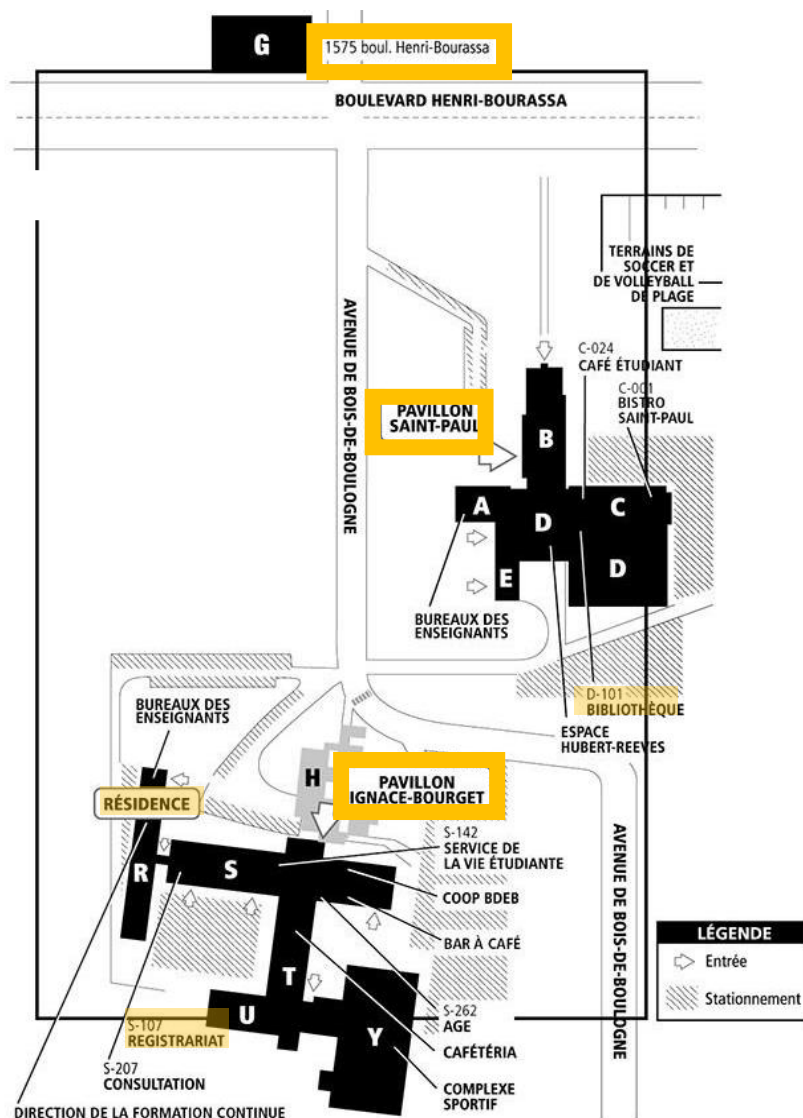 G
1575 boul. Henri-Bourassa
BOULEVARD HENRI-BOURASSA
AVENUE DE BOIS-DE-BOULOGNE
TERRAINS DE
SOCCER ET
DE VOLLEYBALL
DE PLAGE
C-024
CAFÉ ÉTUDIANT
C-001
BISTRO
SAINT-PAUL
PAVILLON
SAINT-PAUL
B
A
D
C
E
D
BUREAUX DES
ENSEIGNANTS
D-101
BIBLIOTHÈQUE
ESPACE
HUBERT-REEVES
BUREAUX DES
ENSEIGNANTS
H
PAVILLON
IGNACE-BOURGET
RÉSIDENCE
S-142
SERVICE DE
LA VIE ÉTUDIANTE
R
S
COOP BDEB
BAR À CAFÉ
AVENUE DE BOIS-DE-BOULOGNE
LÉGENDE
Entrée
Stationnement
T
U
Y
S-262
AGE
S-107
REGISTRARIAT
CAFÉTÉRIA
S-207
CONSULTATION
COMPLEXE
SPORTIF
DIRECTION DE LA FORMATION CONTINUE